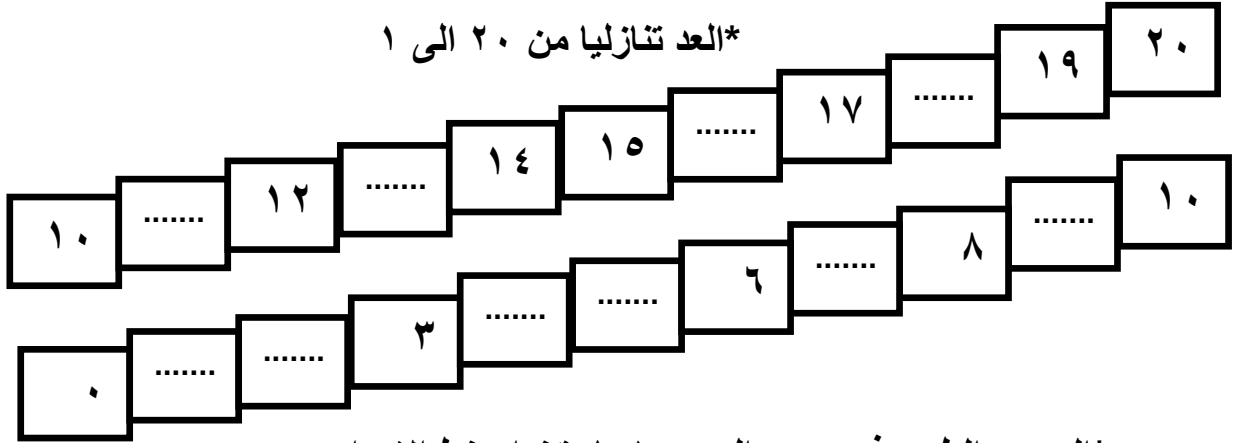 *العد تنازليا من ٢٠ الى ١
٢٠ ١٩ ....... ١٧ ....... ١٥ ١٤ ....... ١٢ ....... ١٠
١٠ ....... ٨ ....... ٦ ....... ....... ٣ ....... ....... ٠